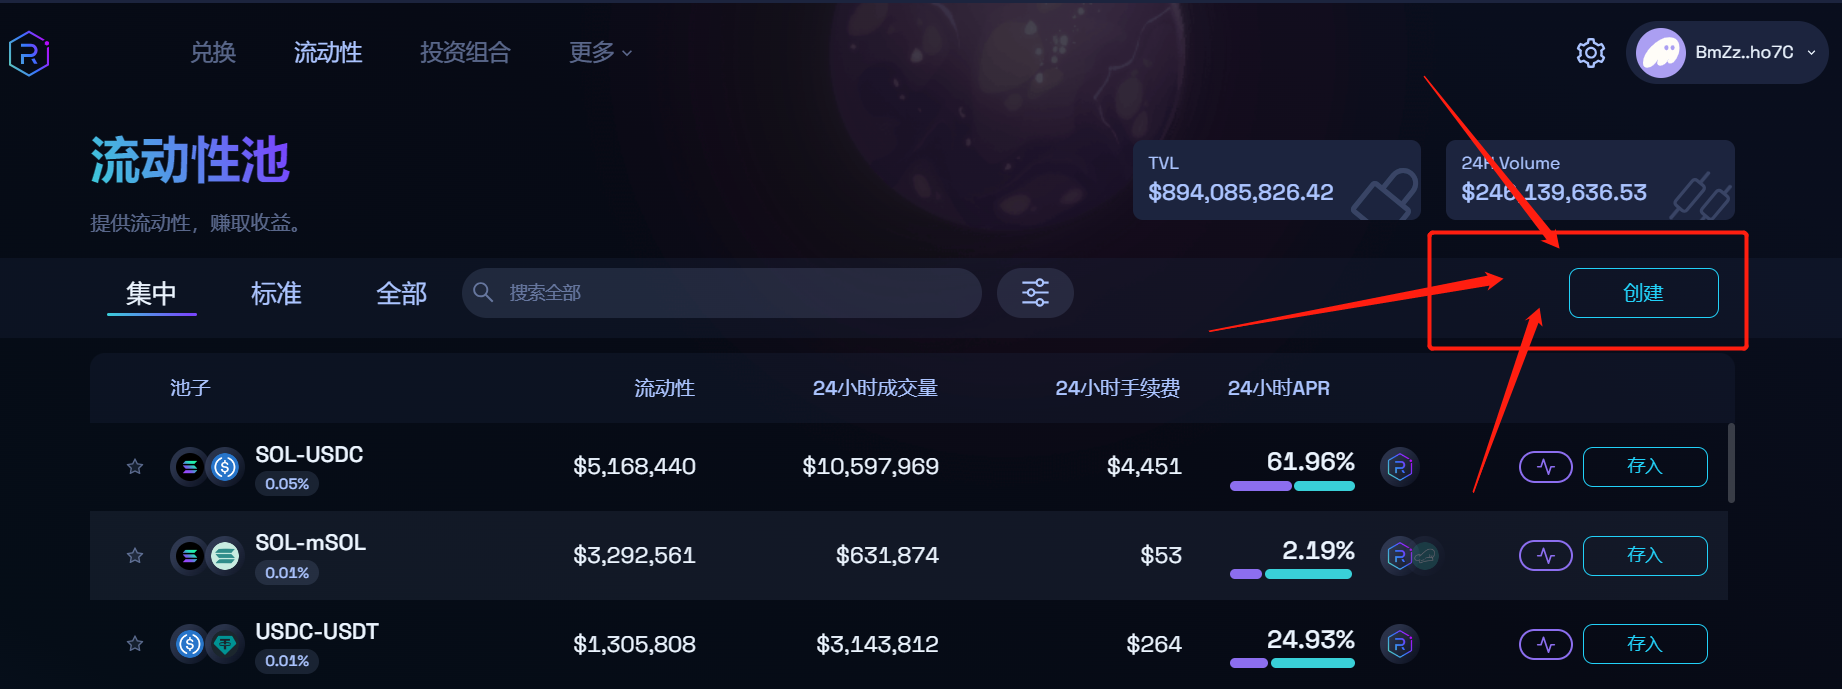 兑换
流动性
投资组合
更多
BmZz..ho7C
流动性池
提供流动性，赚取收益。
TVL
$894,085,826.42
24H Volume
$246,139,636.53
集中
标准
全部
搜索全部
创建
池子
流动性
24小时成交量
24小时手续费
24小时APR
SOL-USDC
0.05%
$5,168,440
$10,597,969
$4,451
61.96%
存入
SOL-mSOL
0.01%
$3,292,561
$631,874
$53
2.19%
存入
USDC-USDT
0.01%
$1,305,808
$3,143,812
$264
24.93%
存入